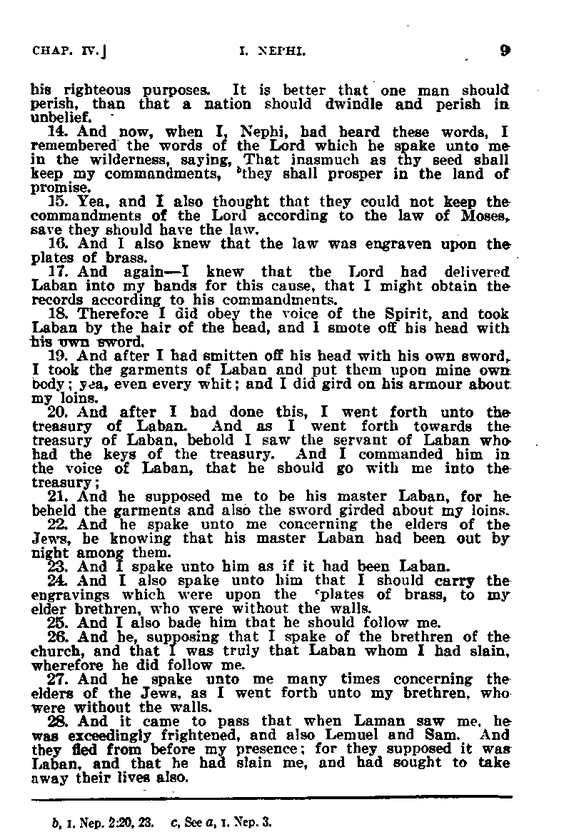 CHAP. IV.] I. NEPHI. 9
his righteous purposes. It is better that one man should
perish, than that a nation should dwindle and perish in
unbelief.
14. And now, when I, Nephi, had heard these words, I
remembered the words of the Lord which he spake unto me
in the wilderness, saying, That inasmuch as thy seed shall
keep my commandments, ᵇthey shall prosper in the land of
promise.
15. Yea, and I also thought that they could not keep the
commandments of the Lord according to the law of Moses,
save they should have the law.
16. And I also knew that the law was engraven upon the
plates of brass.
17. And again—I knew that the Lord had delivered
Laban into my hands for this cause, that I might obtain the
records according to his commandments.
18. Therefore I did obey the voice of the Spirit, and took
Laban by the hair of the head, and I smote off his head with
his own sword.
19. And after I had smitten off his head with his own sword,
I took the garments of Laban and put them upon mine own
body; yea, even every whit; and I did gird on his armour about
my loins.
20. And after I had done this, I went forth unto the
treasury of Laban. And as I went forth towards the
treasury of Laban, behold I saw the servant of Laban who
had the keys of the treasury. And I commanded him in
the voice of Laban, that he should go with me into the
treasury;
21. And he supposed me to be his master Laban, for he
beheld the garments and also the sword girded about my loins.
22. And he spake unto me concerning the elders of the
Jews, he knowing that his master Laban had been out by
night among them.
23. And I spake unto him as if it had been Laban.
24. And I also spake unto him that I should carry the
engravings which were upon the ᶜplates of brass, to my
elder brethren, who were without the walls.
25. And I also bade him that he should follow me.
26. And he, supposing that I spake of the brethren of the
church, and that I was truly that Laban whom I had slain,
wherefore he did follow me.
27. And he spake unto me many times concerning the
elders of the Jews, as I went forth unto my brethren, who
were without the walls.
28. And it came to pass that when Laman saw me, he
was exceedingly frightened, and also Lemuel and Sam. And
they fled from before my presence; for they supposed it was
Laban, and that he had slain me, and had sought to take
away their lives also.
b, I. Nep. 2:20, 23. c, See a, I. Nep. 3.